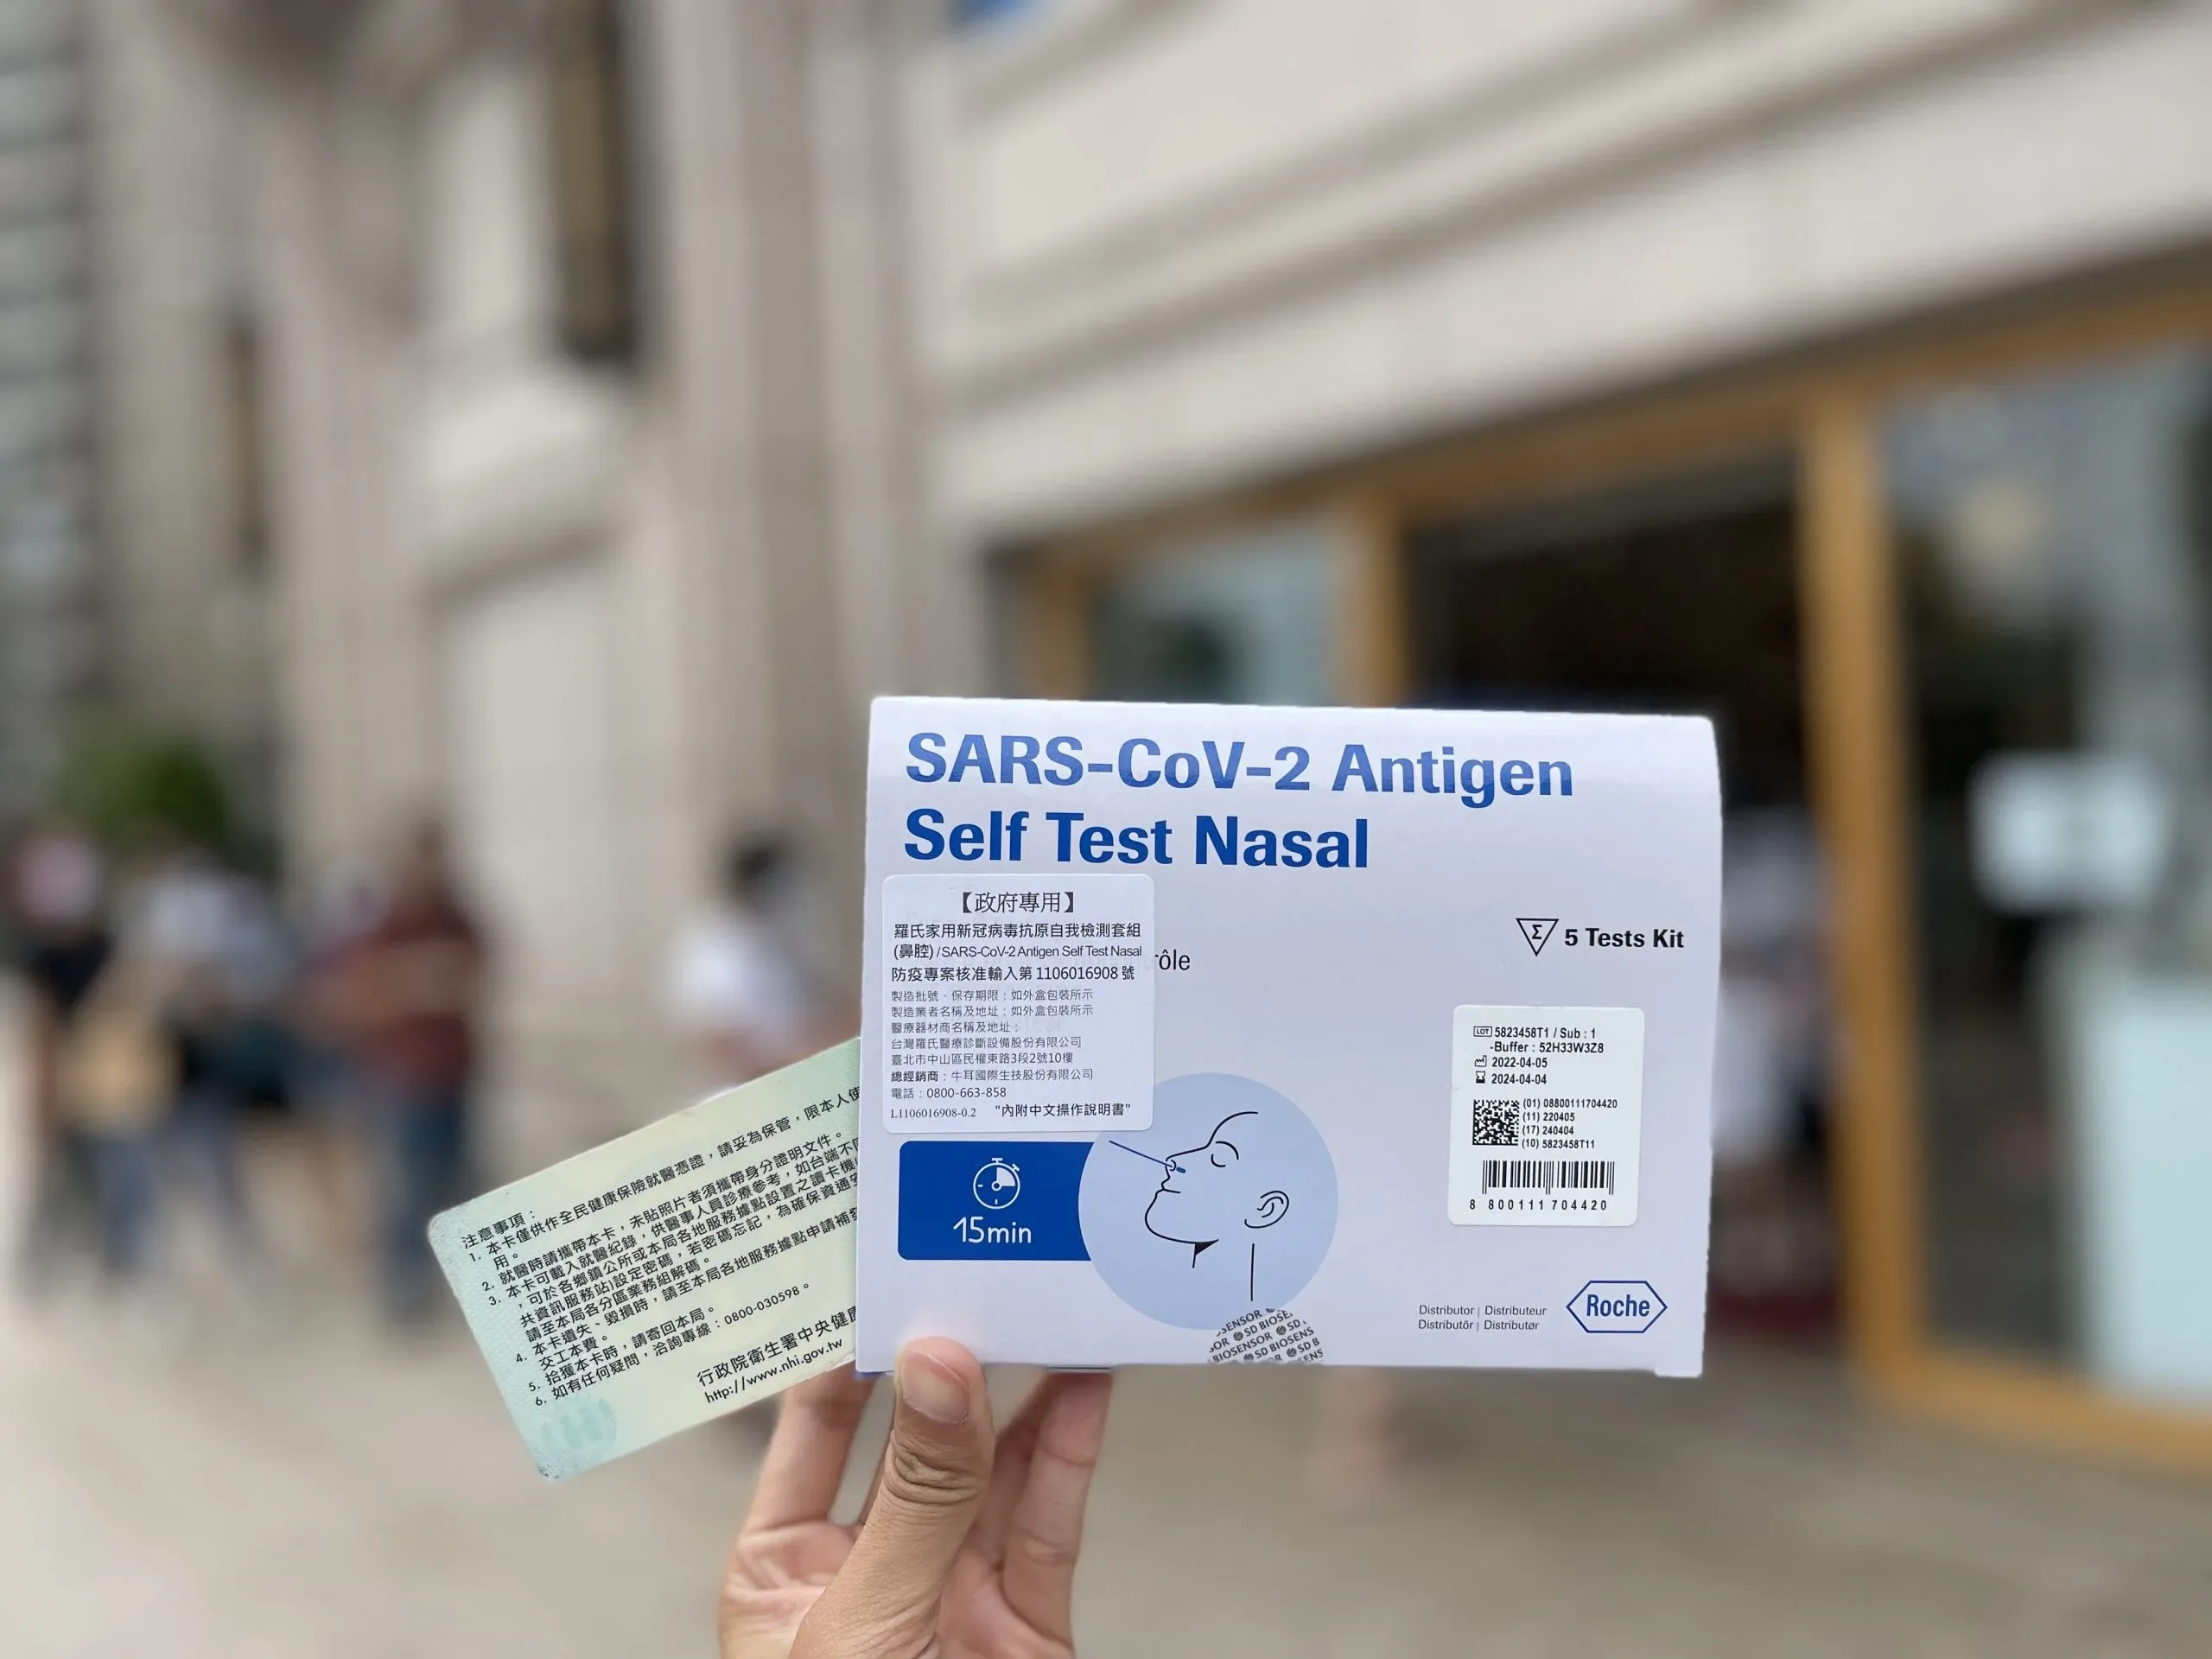 SARS-CoV-2 Antigen
Self Test Nasal
【政府專用】
羅氏家用新冠病毒抗原自我檢測套組
(鼻腔)/SARS-CoV-2 Antigen Self Test Nasal
防疫專案核准輸入第1106016908號
製造批號、保存期限：如外盒包裝所示
製造業者名稱及地址：如外盒包裝所示
醫療器材商名稱及地址：
台灣羅氏醫療診斷設備股份有限公司
臺北市中山區民權東路3段2號10樓
總經銷商：牛耳國際生技股份有限公司
電話：0800-663-858
L1106016908-0.2 "內附中文操作說明書"
rôle
5 Tests Kit
LOT 5823458T1 / Sub : 1
-Buffer : 52H33W3Z8
2022-04-05
2024-04-04
(01) 08800111704420
(11) 220405
(17) 240404
(10) 5823458T11
8 800111 704420
15min
Distributor | Distributeur
Distributör | Distributør
Roche
SENSOR SD BIOSE
OR SD BIOSENSOR SD
BIOSENSOR SD BIOSENS
注意事項：
1. 本卡僅供作全民健康保險就醫憑證，請妥為保管，限本人使
用。
2. 就醫時請攜帶本卡，未貼照片者須攜帶身分證明文件。
3. 本卡可載入就醫紀錄，供醫事人員診療參考，如台端不
，可於各鄉鎮公所或本局各地服務據點設置之讀卡機
共資訊服務站)設定密碼，若密碼忘記，為確保資通安
請至本局各分區業務組解碼。
4. 本卡遺失、毀損時，請至本局各地服務據點申請補發
交工本費。
5. 拾獲本卡時，請寄回本局。
6. 如有任何疑問，洽詢專線：0800-030598。
行政院衛生署中央健康
http://www.nhi.gov.tw